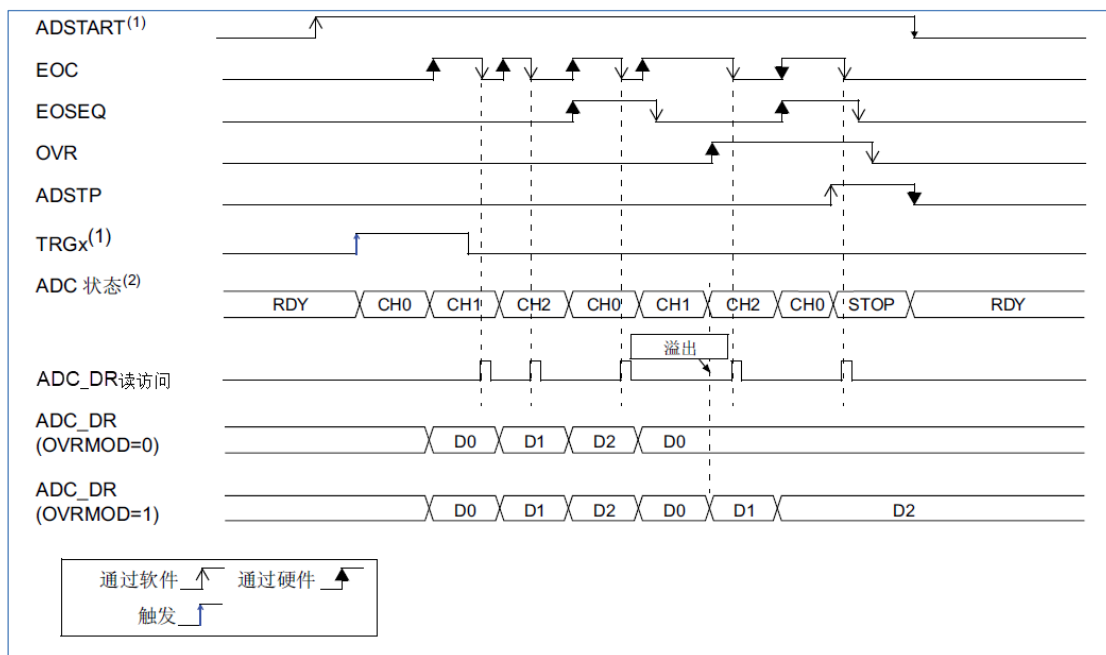 ADSTART(1)
EOC
EOSEQ
OVR
ADSTP
TRGx(1)
ADC 状态(2)
RDY CH0 CH1 CH2 CH0 CH1 CH2 CH0 STOP RDY
溢出
ADC_DR读访问
ADC_DR
(OVRMOD=0)
D0 D1 D2 D0
ADC_DR
(OVRMOD=1)
D0 D1 D2 D0 D1 D2
通过软件 通过硬件
触发